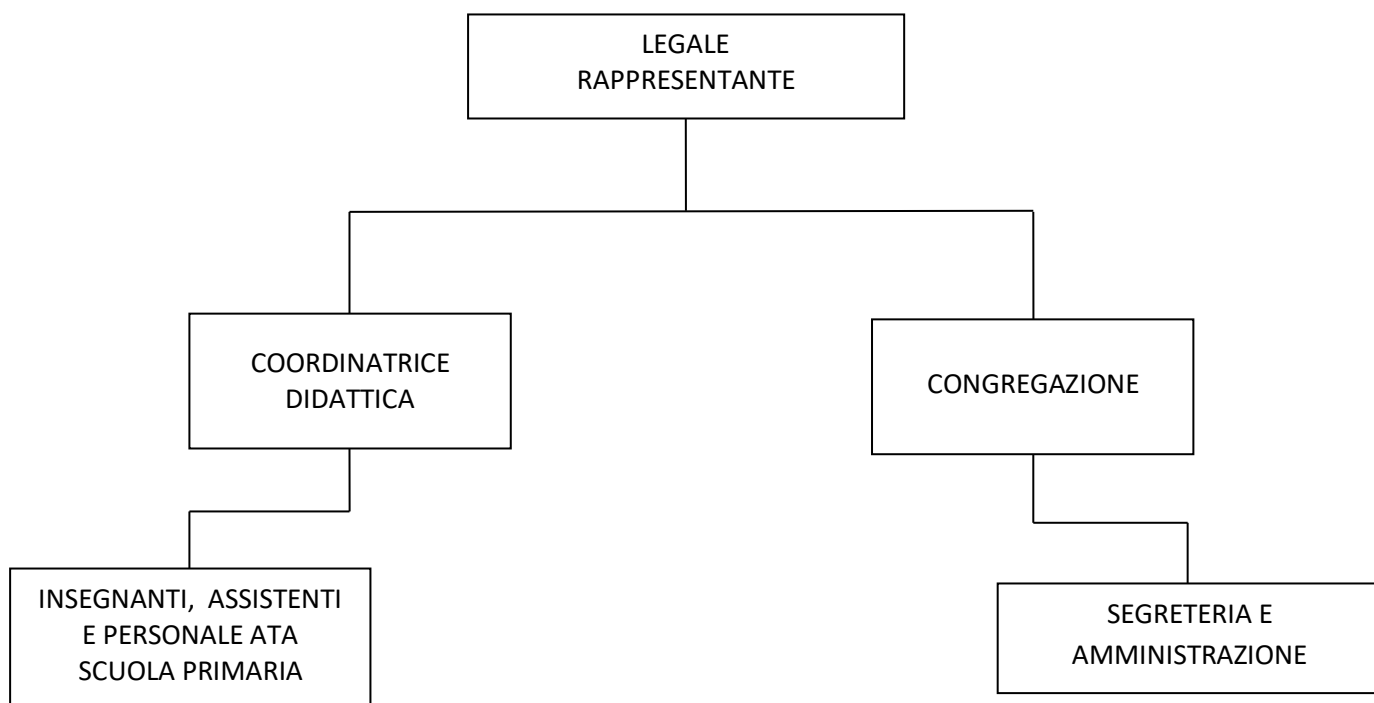 LEGALE
RAPPRESENTANTE
COORDINATRICE
DIDATTICA
CONGREGAZIONE
INSEGNANTI, ASSISTENTI
E PERSONALE ATA
SCUOLA PRIMARIA
SEGRETERIA E
AMMINISTRAZIONE